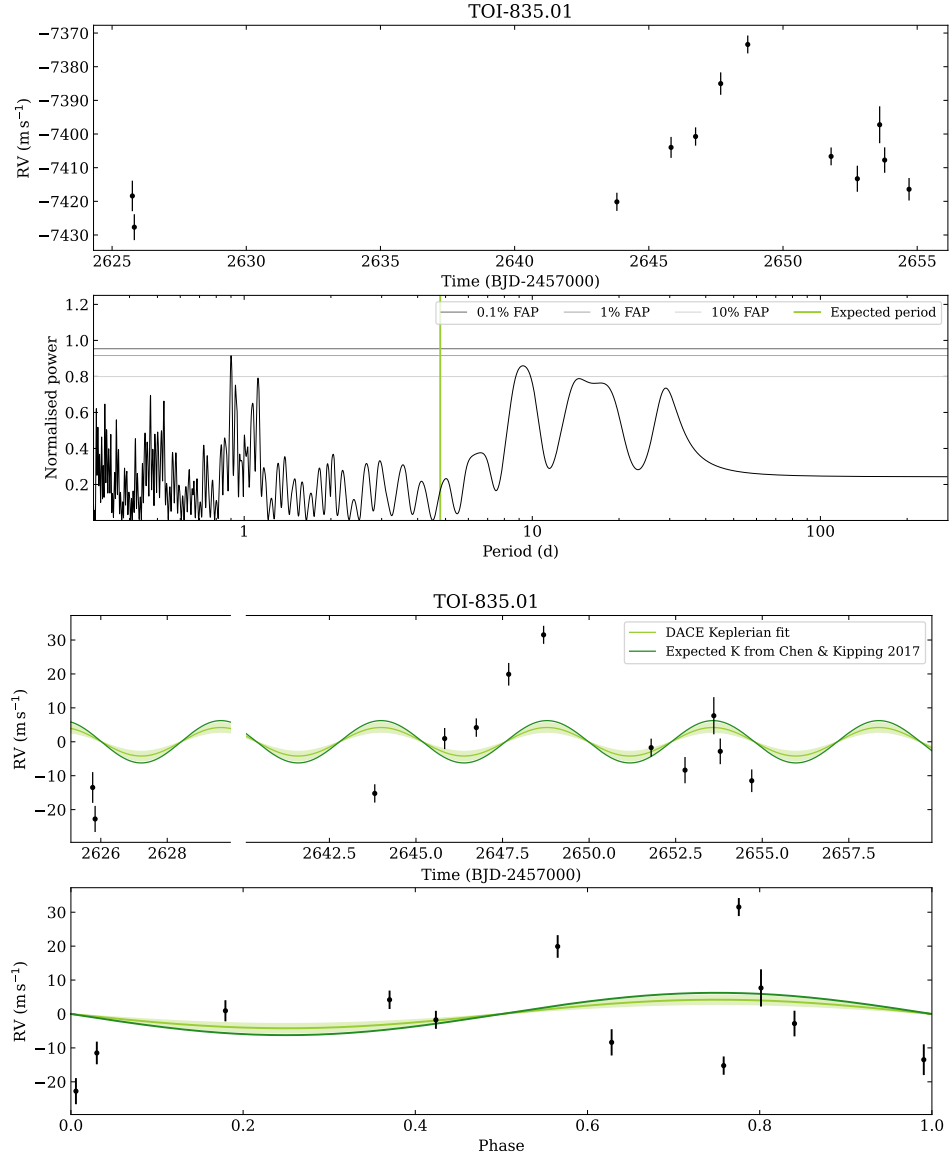 TOI-835.01
−7370
−7380
−7390
−7400
−7410
−7420
−7430
RV (m s⁻¹)
2625 2630 2635 2640 2645 2650 2655
Time (BJD-2457000)
1.2
1.0
0.8
0.6
0.4
0.2
Normalised power
0.1% FAP 1% FAP 10% FAP Expected period
1 10 100
Period (d)
TOI-835.01
30
20
10
0
−10
−20
RV (m s⁻¹)
DACE Keplerian fit
Expected K from Chen & Kipping 2017
2626 2628 2642.5 2645.0 2647.5 2650.0 2652.5 2655.0 2657.5
Time (BJD-2457000)
30
20
10
0
−10
−20
RV (m s⁻¹)
0.0 0.2 0.4 0.6 0.8 1.0
Phase